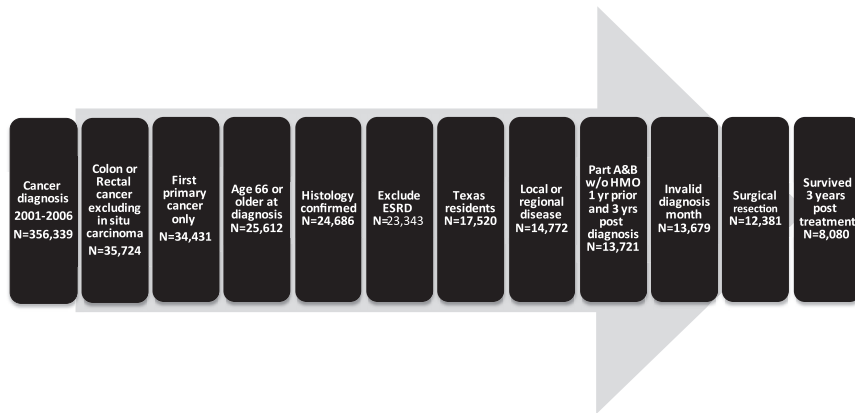 Cancer
diagnosis
2001-2006
N=356,339
Colon or
Rectal
cancer
excluding
in situ
carcinoma
N=35,724
First
primary
cancer
only
N=34,431
Age 66 or
older at
diagnosis
N=25,612
Histology
confirmed
N=24,686
Exclude
ESRD
N=23,343
Texas
residents
N=17,520
Local or
regional
disease
N=14,772
Part A&B
w/o HMO
1 yr prior
and 3 yrs
post
diagnosis
N=13,721
Invalid
diagnosis
month
N=13,679
Surgical
resection
N=12,381
Survived
3 years
post
treatment
N=8,080